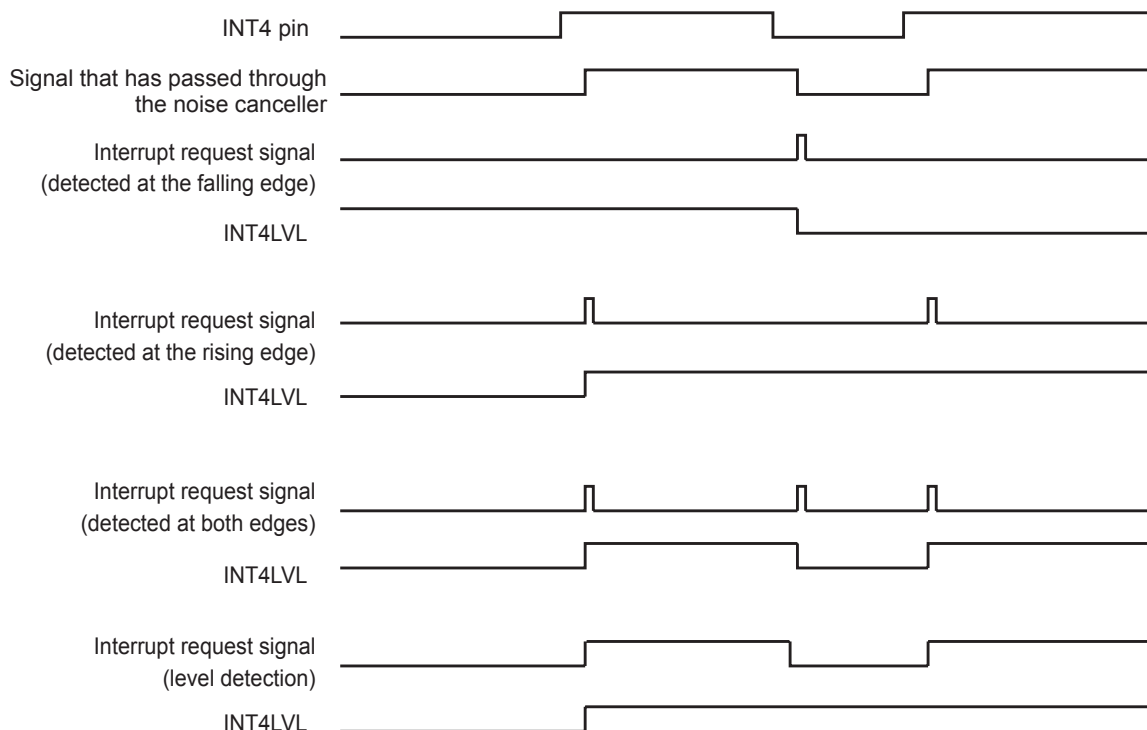 INT4 pin
Signal that has passed through
the noise canceller
Interrupt request signal
(detected at the falling edge)
INT4LVL
Interrupt request signal
(detected at the rising edge)
INT4LVL
Interrupt request signal
(detected at both edges)
INT4LVL
Interrupt request signal
(level detection)
INT4LVL